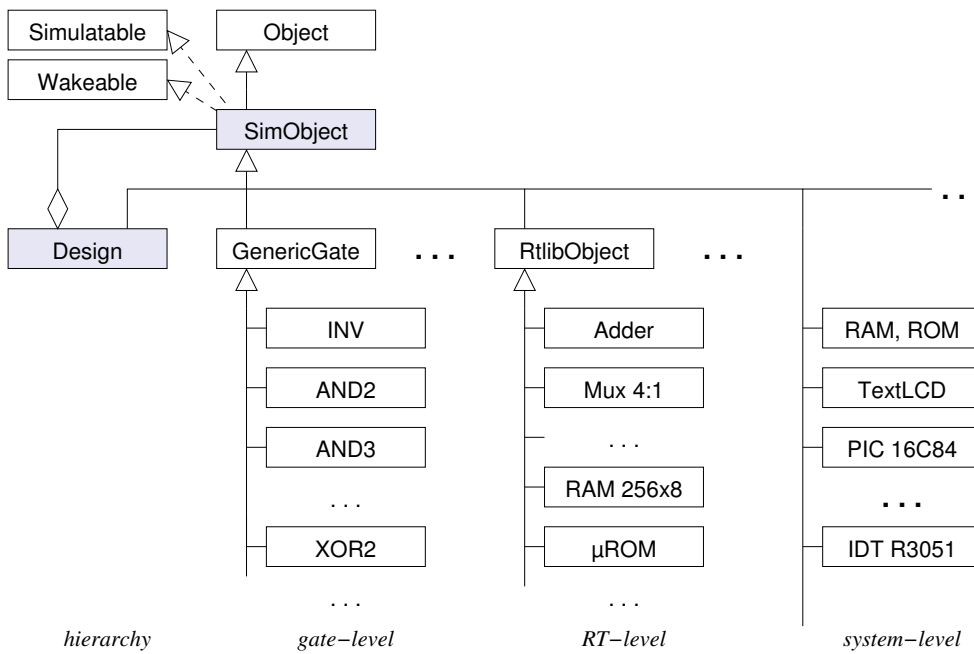 Simulatable
Object
Wakeable
SimObject
. .
Design
GenericGate
. . .
RtlibObject
. . .
INV
Adder
RAM, ROM
AND2
Mux 4:1
TextLCD
AND3
. . .
PIC 16C84
. . .
RAM 256x8
. . .
XOR2
µROM
IDT R3051
. . .
. . .
hierarchy
gate−level
RT−level
system−level